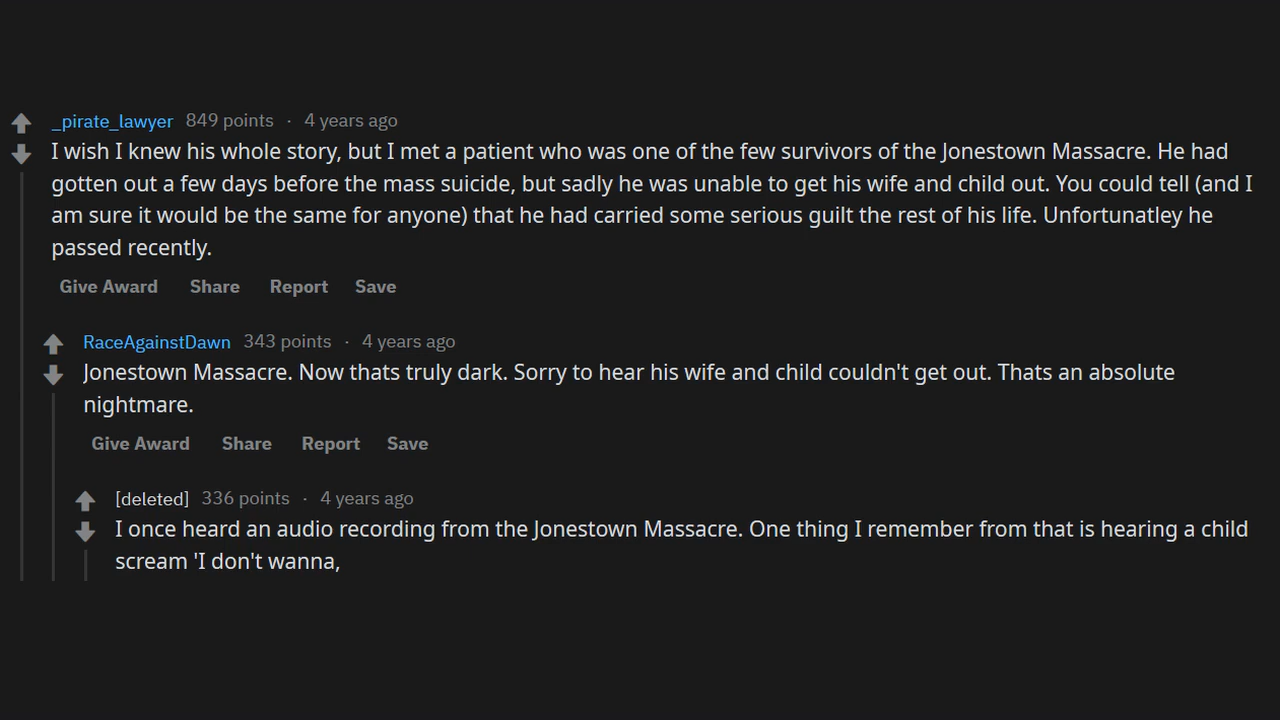 _pirate_lawyer 849 points · 4 years ago
I wish I knew his whole story, but I met a patient who was one of the few survivors of the Jonestown Massacre. He had
gotten out a few days before the mass suicide, but sadly he was unable to get his wife and child out. You could tell (and I
am sure it would be the same for anyone) that he had carried some serious guilt the rest of his life. Unfortunatley he
passed recently.
Give Award Share Report Save
RaceAgainstDawn 343 points · 4 years ago
Jonestown Massacre. Now thats truly dark. Sorry to hear his wife and child couldn't get out. Thats an absolute
nightmare.
Give Award Share Report Save
[deleted] 336 points · 4 years ago
I once heard an audio recording from the Jonestown Massacre. One thing I remember from that is hearing a child
scream 'I don't wanna,